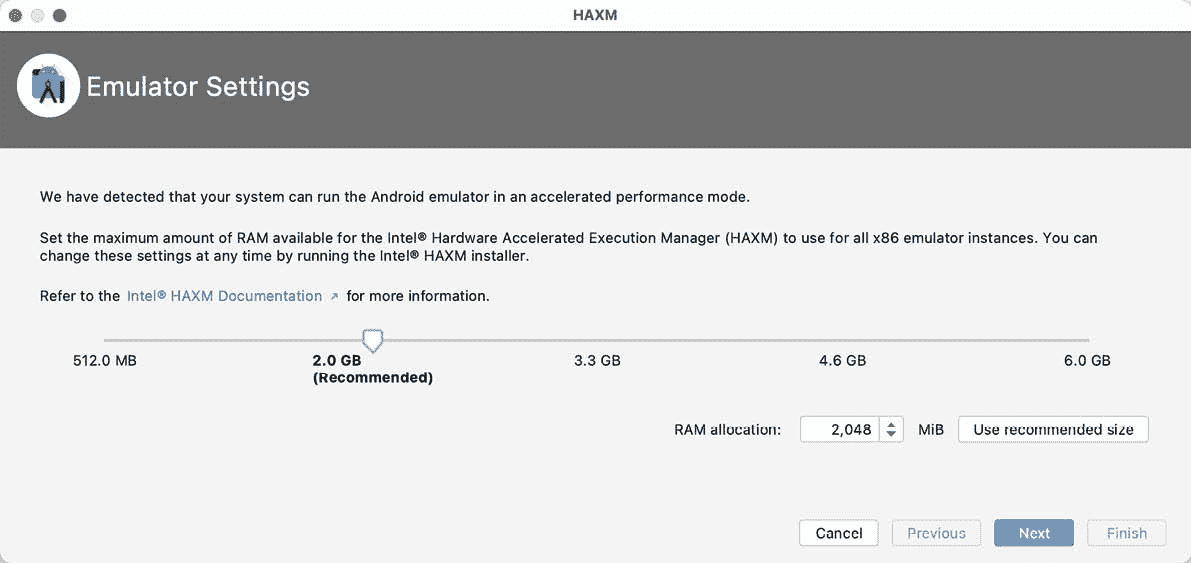 HAXM
Emulator Settings
We have detected that your system can run the Android emulator in an accelerated performance mode.
Set the maximum amount of RAM available for the Intel® Hardware Accelerated Execution Manager (HAXM) to use for all x86 emulator instances. You can
change these settings at any time by running the Intel® HAXM installer.
Refer to the Intel® HAXM Documentation ↗ for more information.
512.0 MB 2.0 GB 3.3 GB 4.6 GB 6.0 GB
(Recommended)
RAM allocation: 2,048 MiB Use recommended size
Cancel Previous Next Finish